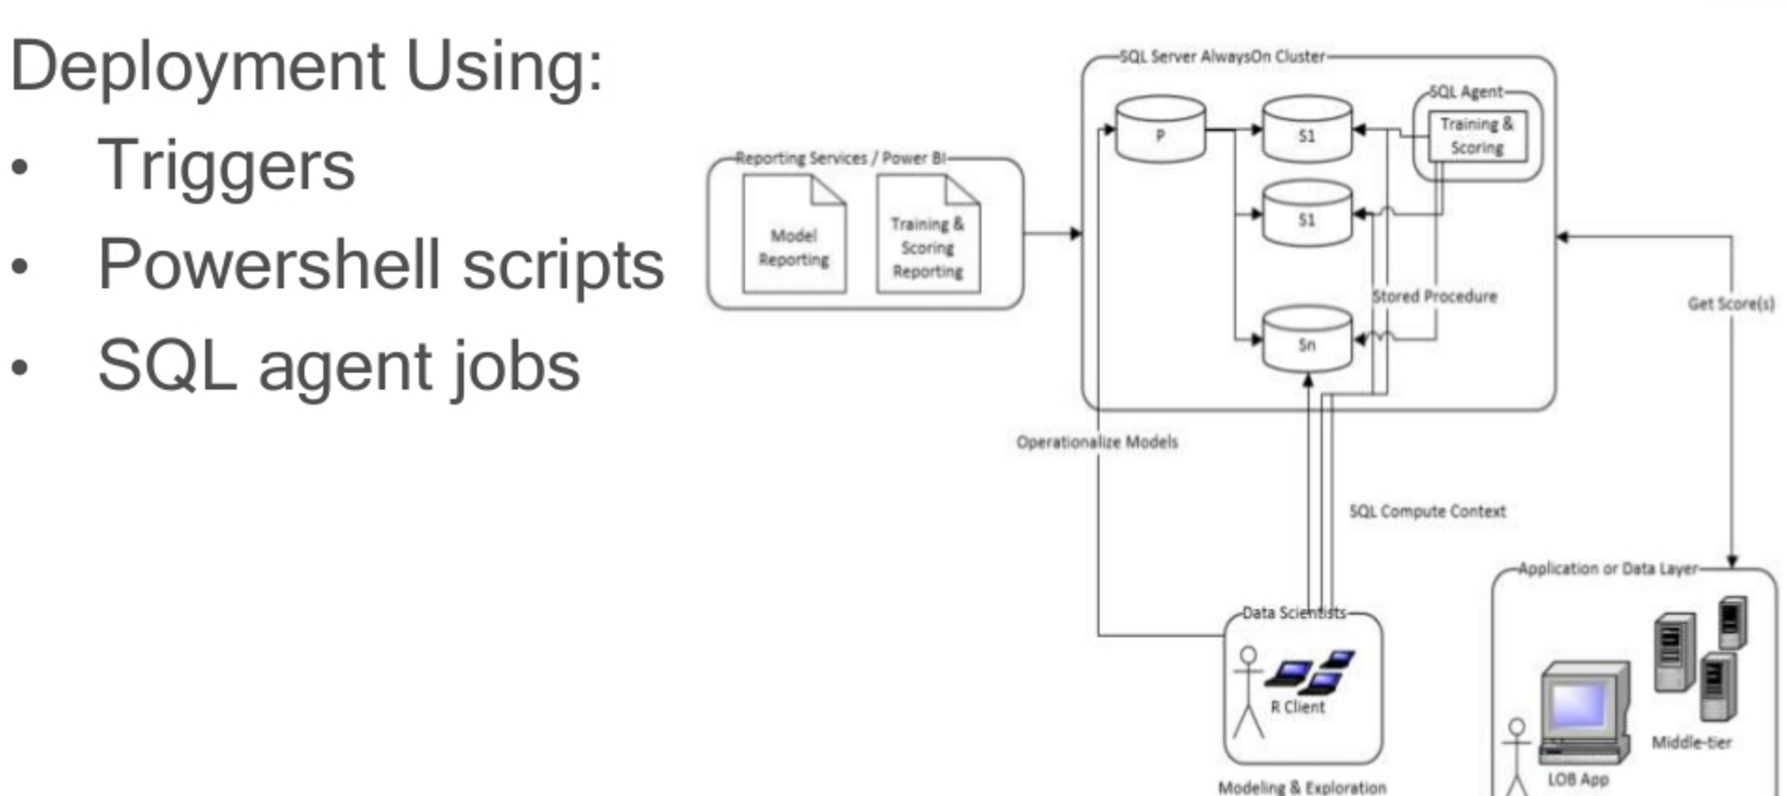 Deployment Using:
• Triggers
• Powershell scripts
• SQL agent jobs
SQL Server AlwaysOn Cluster
SQL Agent
Training &
Scoring
P
S1
S1
Sn
Stored Procedure
Reporting Services / Power BI
Model
Reporting
Training &
Scoring
Reporting
Get Score(s)
Operationalize Models
SQL Compute Context
Data Scientists
R Client
Modeling & Exploration
Application or Data Layer
Middle-tier
LOB App